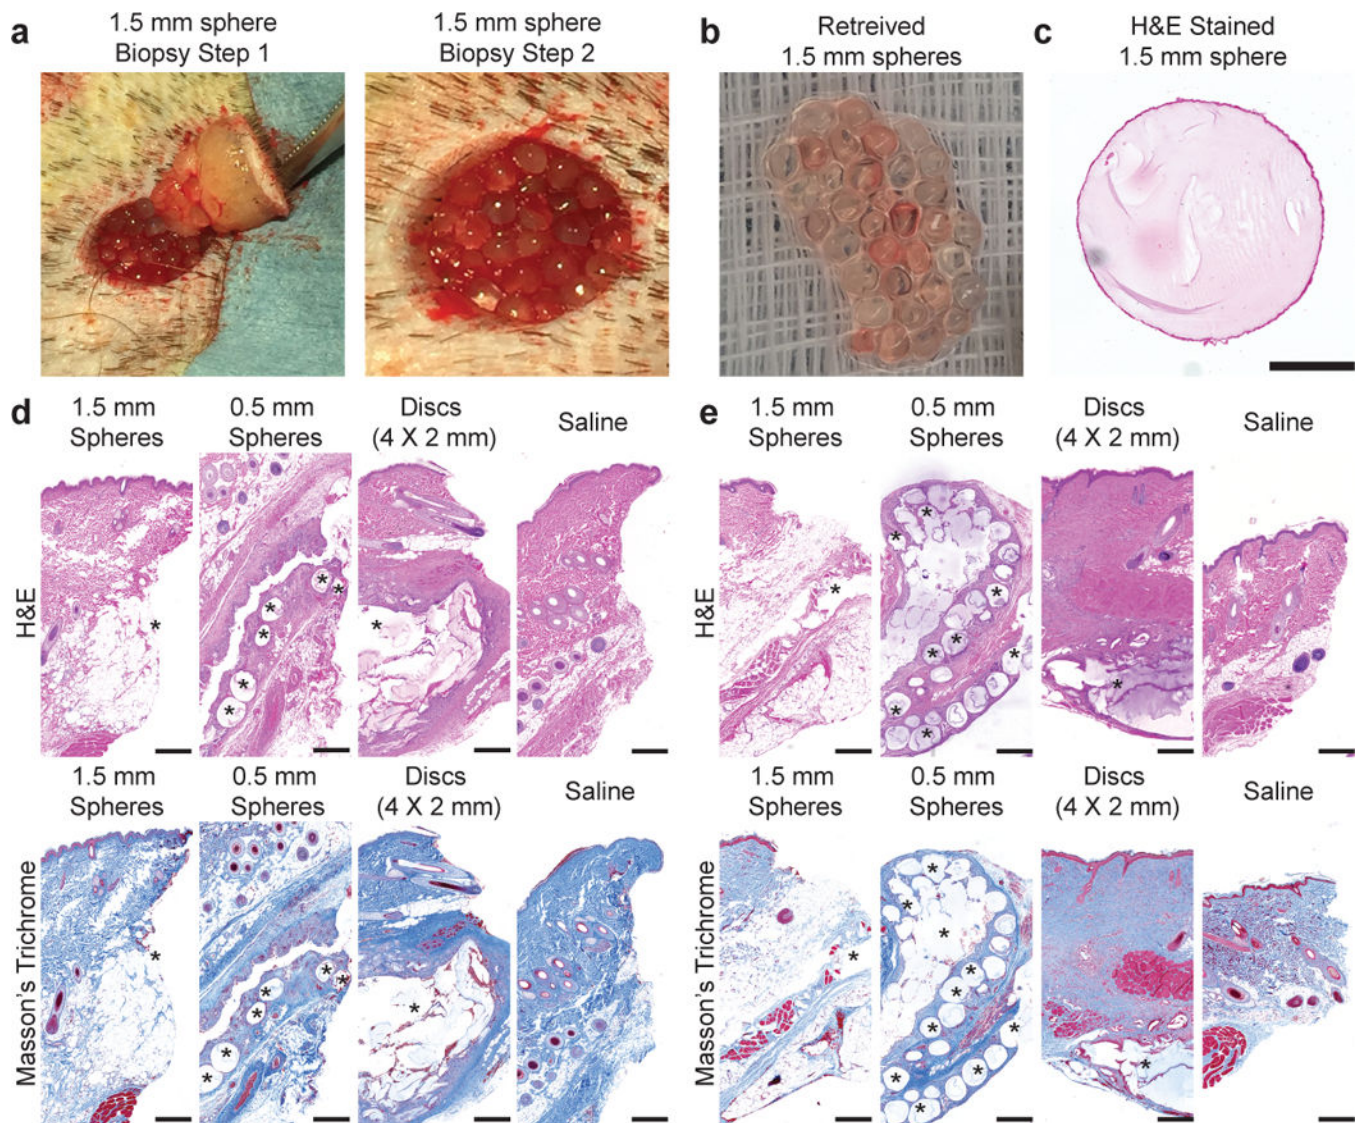 a
1.5 mm sphere
Biopsy Step 1
1.5 mm sphere
Biopsy Step 2
b
Retreived
1.5 mm spheres
c
H&E Stained
1.5 mm sphere
d
1.5 mm
Spheres
0.5 mm
Spheres
Discs
(4 X 2 mm)
Saline
e
1.5 mm
Spheres
0.5 mm
Spheres
Discs
(4 X 2 mm)
Saline
H&E
H&E
1.5 mm
Spheres
0.5 mm
Spheres
Discs
(4 X 2 mm)
Saline
1.5 mm
Spheres
0.5 mm
Spheres
Discs
(4 X 2 mm)
Saline
Masson's Trichrome
Masson's Trichrome